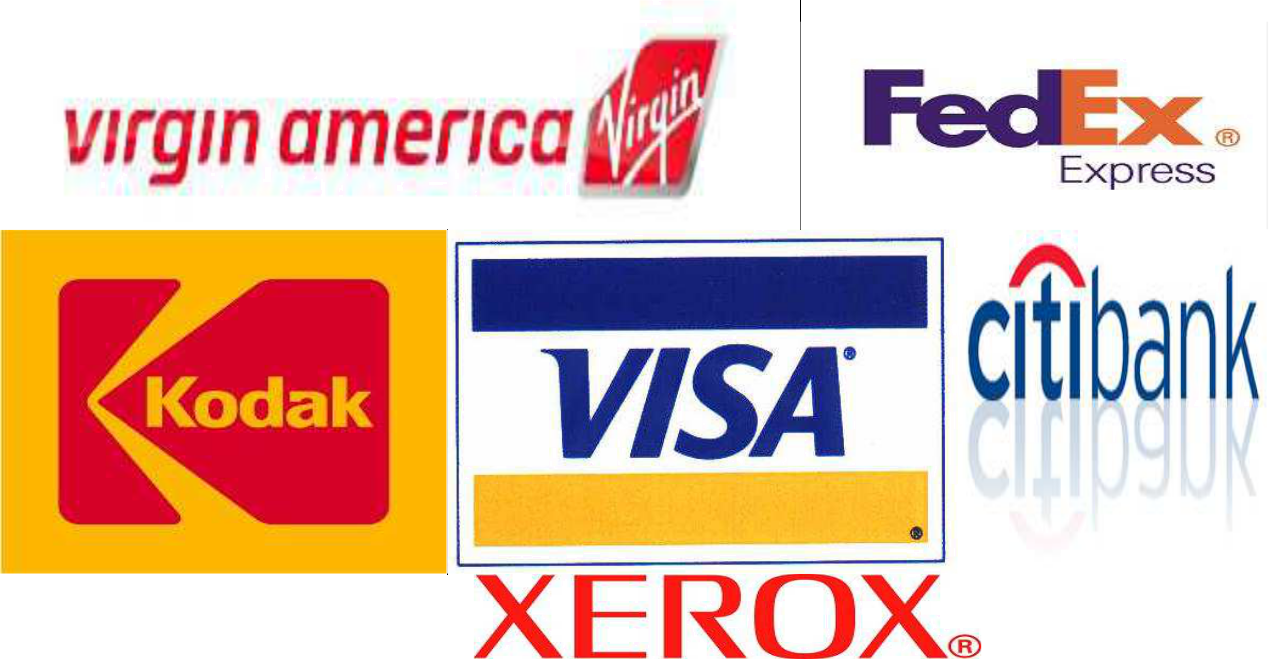 virgin america Virgin
FedEx®
Express
Kodak
VISA®
®
citibank
XEROX®